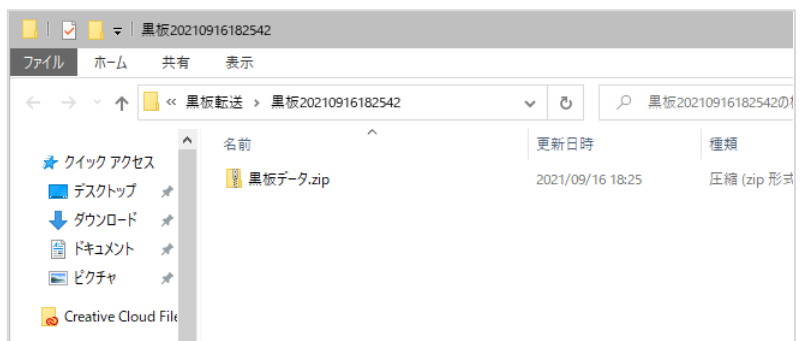 黒板20210916182542
ファイル ホーム 共有 表示
« 黒板転送 › 黒板20210916182542 黒板20210916182542の
名前 更新日時 種類
クイック アクセス
黒板データ.zip 2021/09/16 18:25 圧縮 (zip 形式
デスクトップ
ダウンロード
ドキュメント
ピクチャ
Creative Cloud File